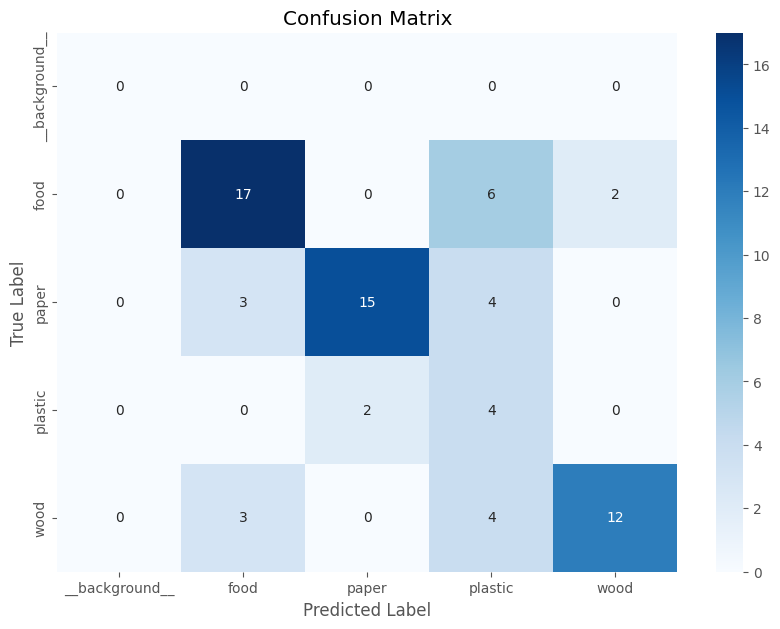 Confusion Matrix
True Label
__background__ 0 0 0 0 0
food 0 17 0 6 2
paper 0 3 15 4 0
plastic 0 0 2 4 0
wood 0 3 0 4 12
__background__ food paper plastic wood
Predicted Label
16
14
12
10
8
6
4
2
0